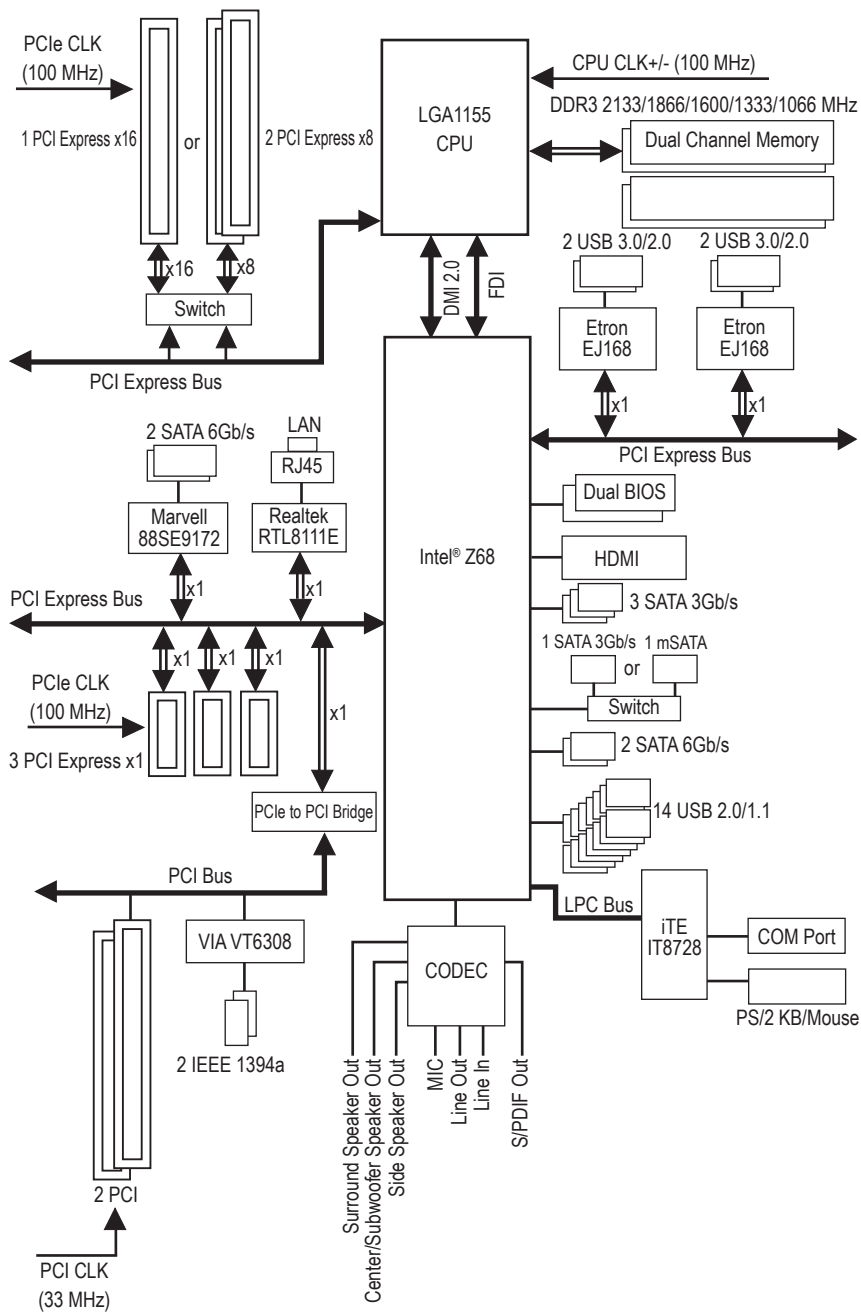 PCIe CLK
(100 MHz)
1 PCI Express x16
or
2 PCI Express x8
x16
x8
Switch
PCI Express Bus
LGA1155
CPU
CPU CLK+/- (100 MHz)
DDR3 2133/1866/1600/1333/1066 MHz
Dual Channel Memory
DMI 2.0
FDI
2 USB 3.0/2.0
2 USB 3.0/2.0
Etron
EJ168
Etron
EJ168
x1
x1
PCI Express Bus
2 SATA 6Gb/s
LAN
RJ45
Marvell
88SE9172
Realtek
RTL8111E
x1
x1
PCI Express Bus
x1
x1
x1
x1
PCIe CLK
(100 MHz)
3 PCI Express x1
PCIe to PCI Bridge
Intel® Z68
Dual BIOS
HDMI
3 SATA 3Gb/s
1 SATA 3Gb/s
or
1 mSATA
Switch
2 SATA 6Gb/s
14 USB 2.0/1.1
LPC Bus
iTE
IT8728
COM Port
PS/2 KB/Mouse
PCI Bus
VIA VT6308
2 IEEE 1394a
2 PCI
PCI CLK
(33 MHz)
CODEC
Surround Speaker Out
Center/Subwoofer Speaker Out
Side Speaker Out
MIC
Line Out
Line In
S/PDIF Out